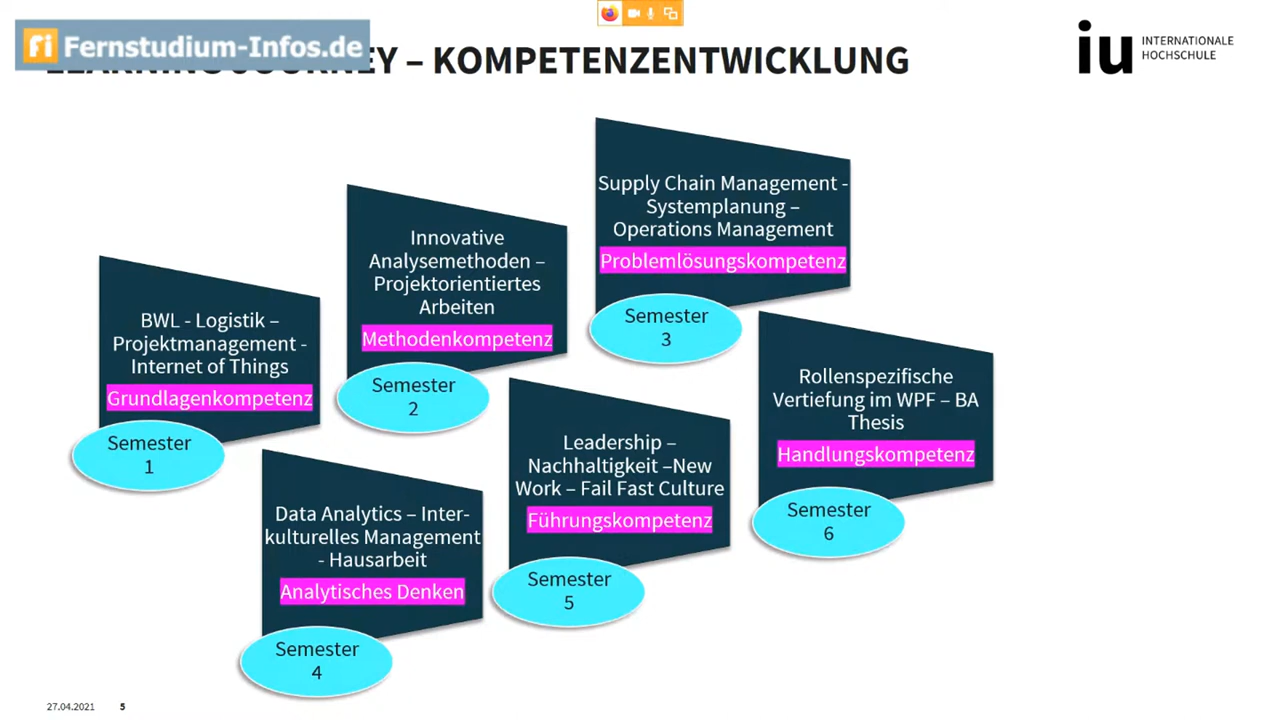 fi Fernstudium-Infos.de
LEARNING JOURNEY – KOMPETENZENTWICKLUNG
iu INTERNATIONALE
HOCHSCHULE
BWL - Logistik –
Projektmanagement -
Internet of Things
Grundlagenkompetenz
Semester
1
Innovative
Analysemethoden –
Projektorientiertes
Arbeiten
Methodenkompetenz
Semester
2
Supply Chain Management -
Systemplanung –
Operations Management
Problemlösungskompetenz
Semester
3
Data Analytics – Inter-
kulturelles Management
- Hausarbeit
Analytisches Denken
Semester
4
Leadership –
Nachhaltigkeit –New
Work – Fail Fast Culture
Führungskompetenz
Semester
5
Rollenspezifische
Vertiefung im WPF – BA
Thesis
Handlungskompetenz
Semester
6
27.04.2021 5